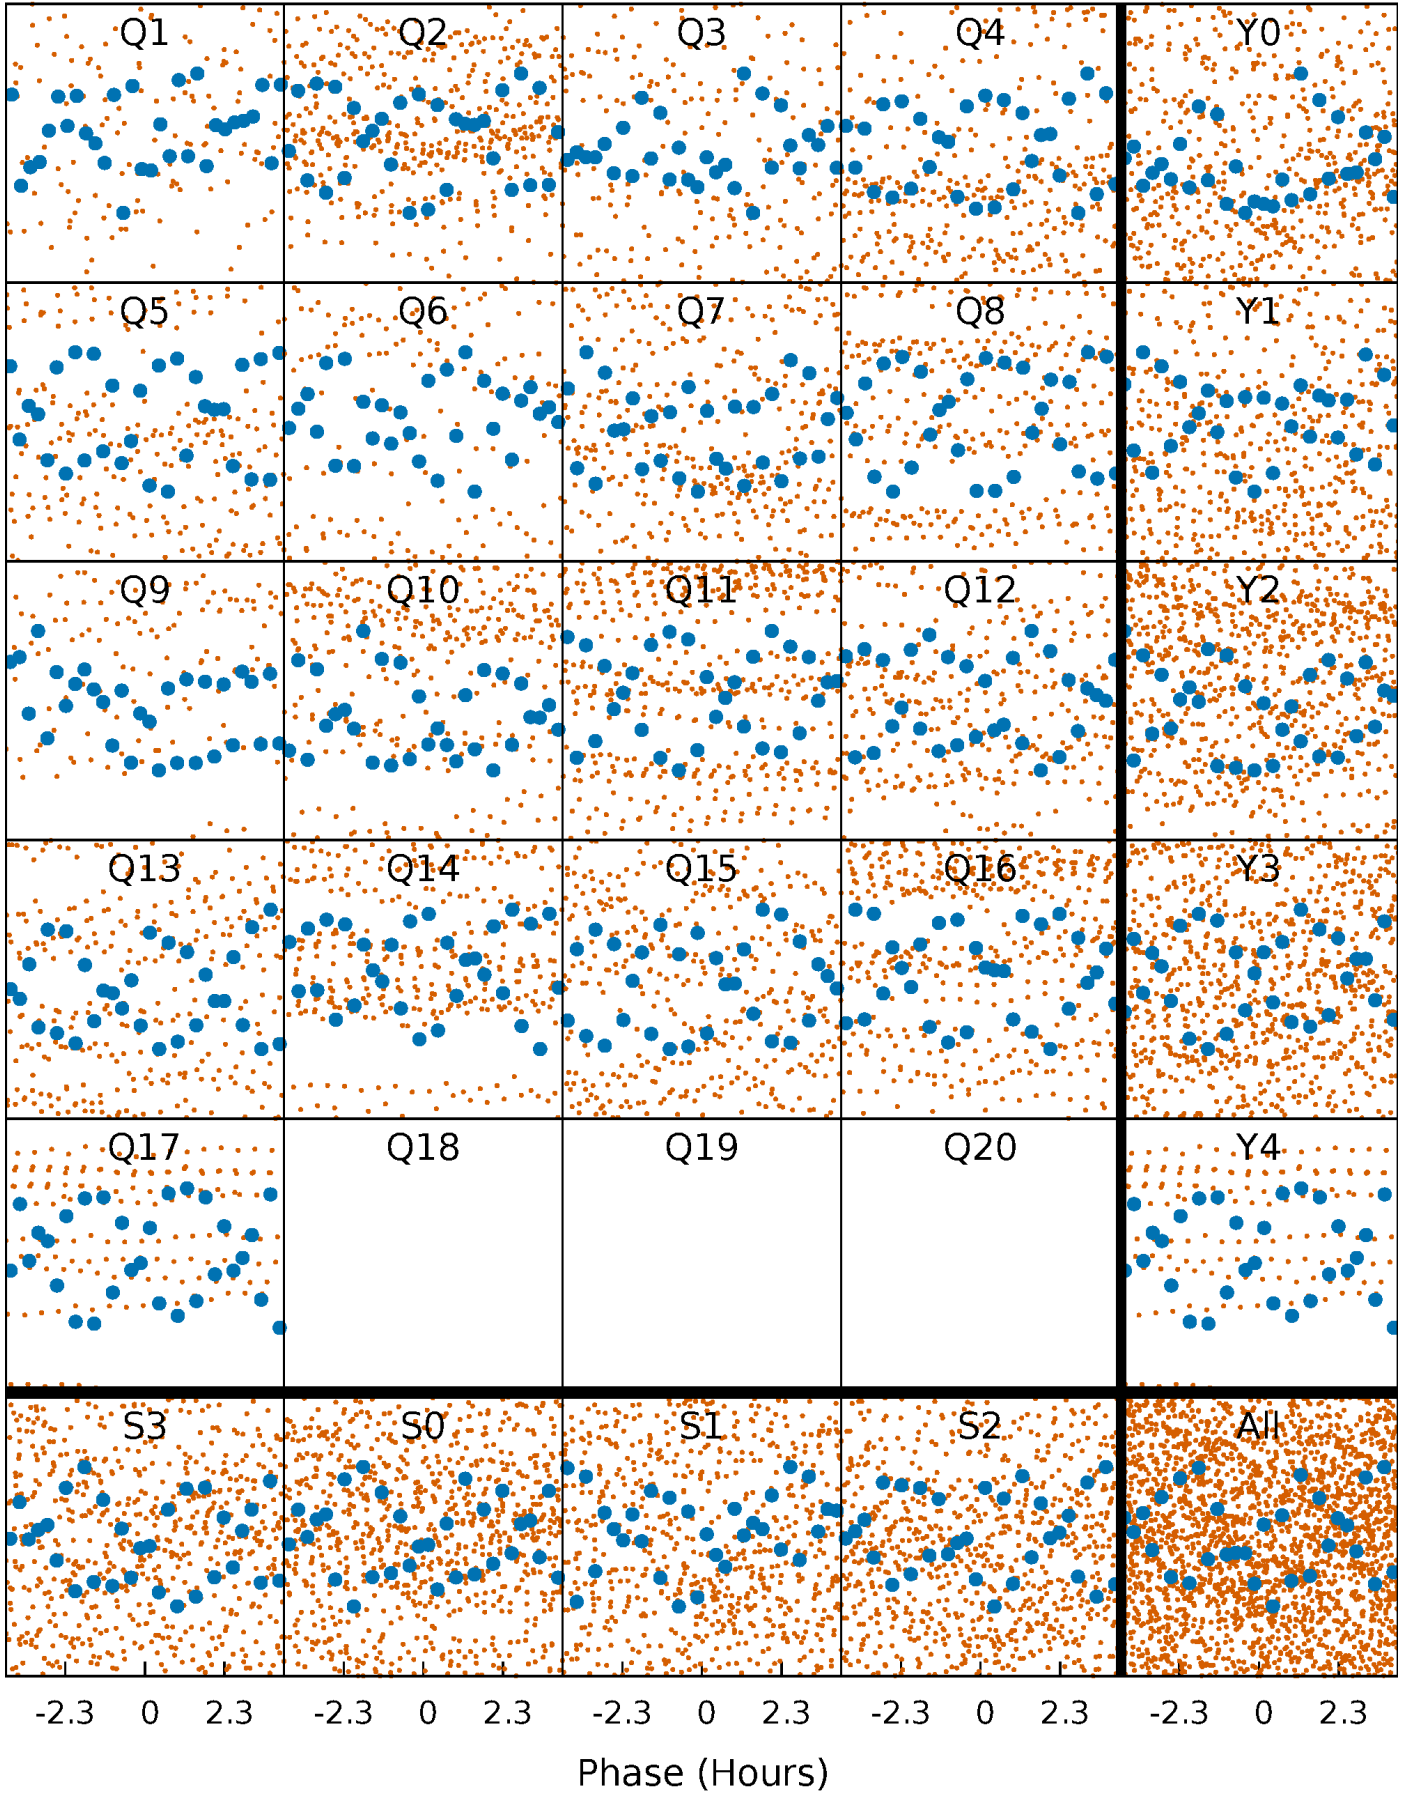 Q1 Q2 Q3 Q4 Y0
Q5 Q6 Q7 Q8 Y1
Q9 Q10 Q11 Q12 Y2
Q13 Q14 Q15 Q16 Y3
Q17 Q18 Q19 Q20 Y4
S3 S0 S1 S2 All
-2.3 0 2.3 -2.3 0 2.3 -2.3 0 2.3 -2.3 0 2.3 -2.3 0 2.3
Phase (Hours)